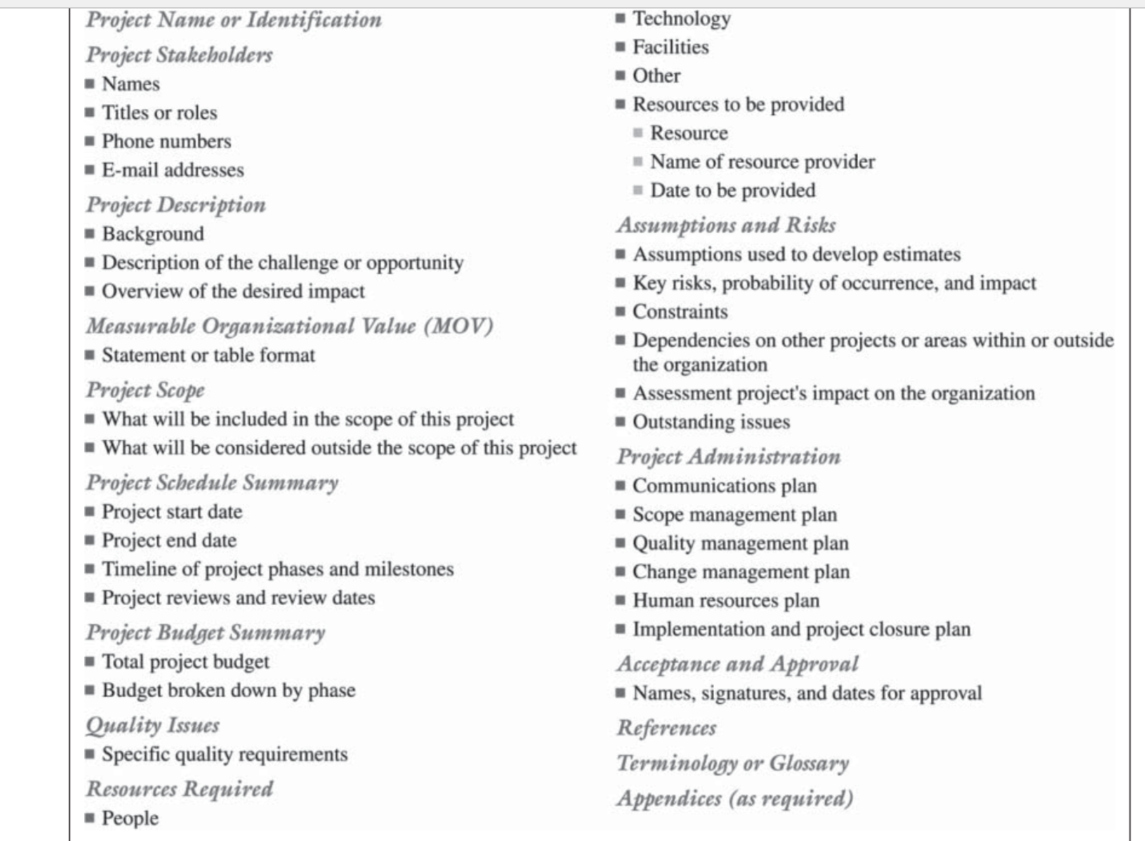 Project Name or Identification
Project Stakeholders
■ Names
■ Titles or roles
■ Phone numbers
■ E-mail addresses
Project Description
■ Background
■ Description of the challenge or opportunity
■ Overview of the desired impact
Measurable Organizational Value (MOV)
■ Statement or table format
Project Scope
■ What will be included in the scope of this project
■ What will be considered outside the scope of this project
Project Schedule Summary
■ Project start date
■ Project end date
■ Timeline of project phases and milestones
■ Project reviews and review dates
Project Budget Summary
■ Total project budget
■ Budget broken down by phase
Quality Issues
■ Specific quality requirements
Resources Required
■ People
■ Technology
■ Facilities
■ Other
■ Resources to be provided
■ Resource
■ Name of resource provider
■ Date to be provided
Assumptions and Risks
■ Assumptions used to develop estimates
■ Key risks, probability of occurrence, and impact
■ Constraints
■ Dependencies on other projects or areas within or outside
the organization
■ Assessment project's impact on the organization
■ Outstanding issues
Project Administration
■ Communications plan
■ Scope management plan
■ Quality management plan
■ Change management plan
■ Human resources plan
■ Implementation and project closure plan
Acceptance and Approval
■ Names, signatures, and dates for approval
References
Terminology or Glossary
Appendices (as required)